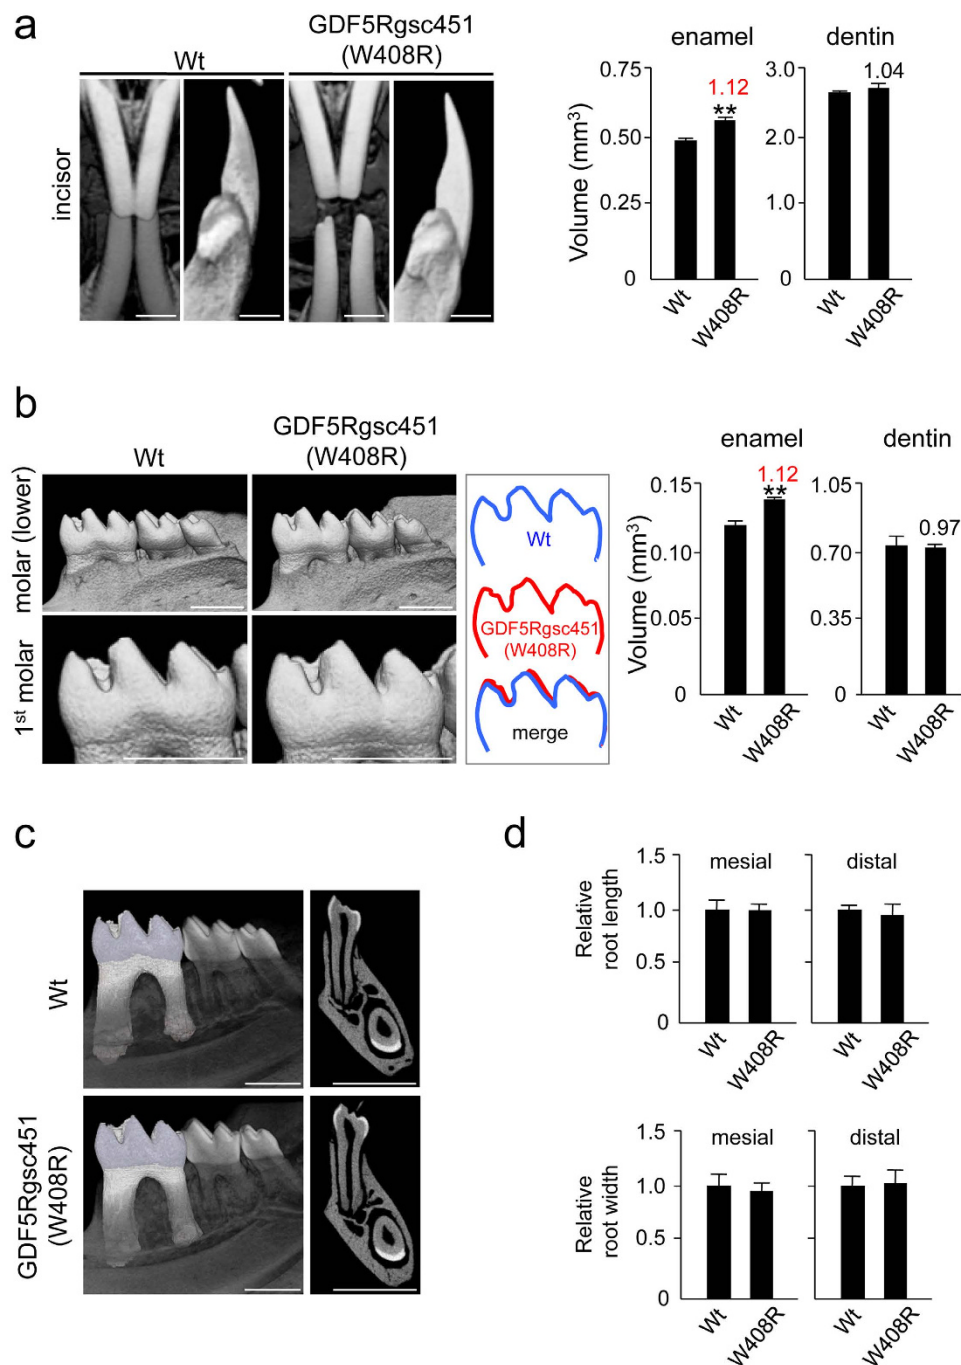 a
Wt
GDF5Rgsc451
(W408R)
incisor
enamel
dentin
Volume (mm³)
0.75
0.50
0.25
0
1.12
**
Wt
W408R
3.0
2.0
1.0
0
1.04
Wt
W408R
b
Wt
GDF5Rgsc451
(W408R)
molar (lower)
1st molar
Wt
GDF5Rgsc451
(W408R)
merge
enamel
dentin
Volume (mm³)
0.15
0.10
0.05
0
1.12
**
Wt
W408R
1.05
0.70
0.35
0
0.97
Wt
W408R
c
Wt
GDF5Rgsc451
(W408R)
d
Relative
root length
1.5
1.0
0.5
0
mesial
distal
Wt
W408R
Wt
W408R
Relative
root width
1.5
1.0
0.5
0
mesial
distal
Wt
W408R
Wt
W408R